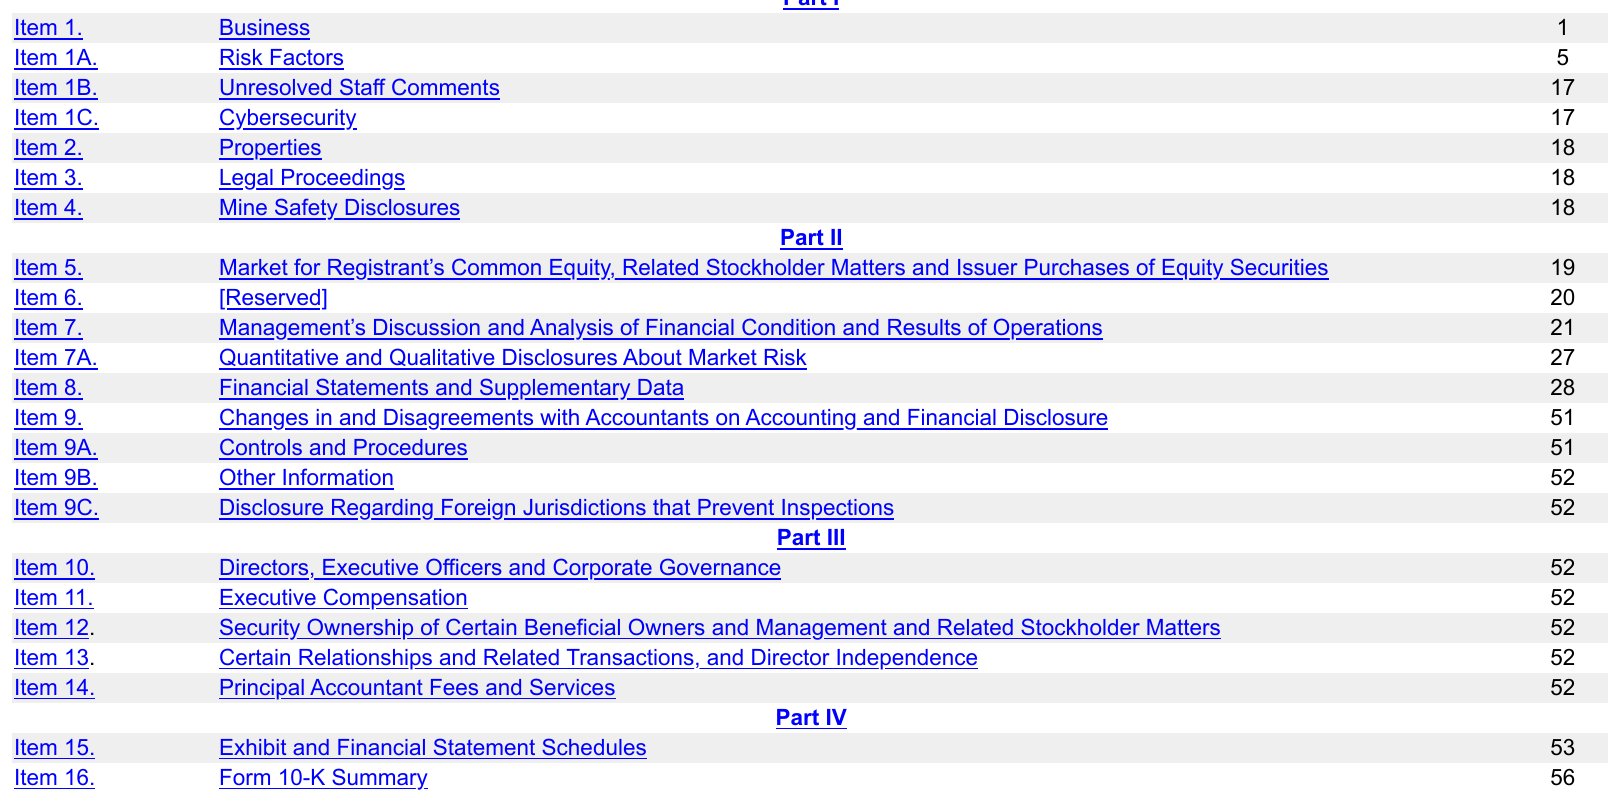 Part I
Item 1. Business 1
Item 1A. Risk Factors 5
Item 1B. Unresolved Staff Comments 17
Item 1C. Cybersecurity 17
Item 2. Properties 18
Item 3. Legal Proceedings 18
Item 4. Mine Safety Disclosures 18
Part II
Item 5. Market for Registrant’s Common Equity, Related Stockholder Matters and Issuer Purchases of Equity Securities 19
Item 6. [Reserved] 20
Item 7. Management’s Discussion and Analysis of Financial Condition and Results of Operations 21
Item 7A. Quantitative and Qualitative Disclosures About Market Risk 27
Item 8. Financial Statements and Supplementary Data 28
Item 9. Changes in and Disagreements with Accountants on Accounting and Financial Disclosure 51
Item 9A. Controls and Procedures 51
Item 9B. Other Information 52
Item 9C. Disclosure Regarding Foreign Jurisdictions that Prevent Inspections 52
Part III
Item 10. Directors, Executive Officers and Corporate Governance 52
Item 11. Executive Compensation 52
Item 12. Security Ownership of Certain Beneficial Owners and Management and Related Stockholder Matters 52
Item 13. Certain Relationships and Related Transactions, and Director Independence 52
Item 14. Principal Accountant Fees and Services 52
Part IV
Item 15. Exhibit and Financial Statement Schedules 53
Item 16. Form 10-K Summary 56